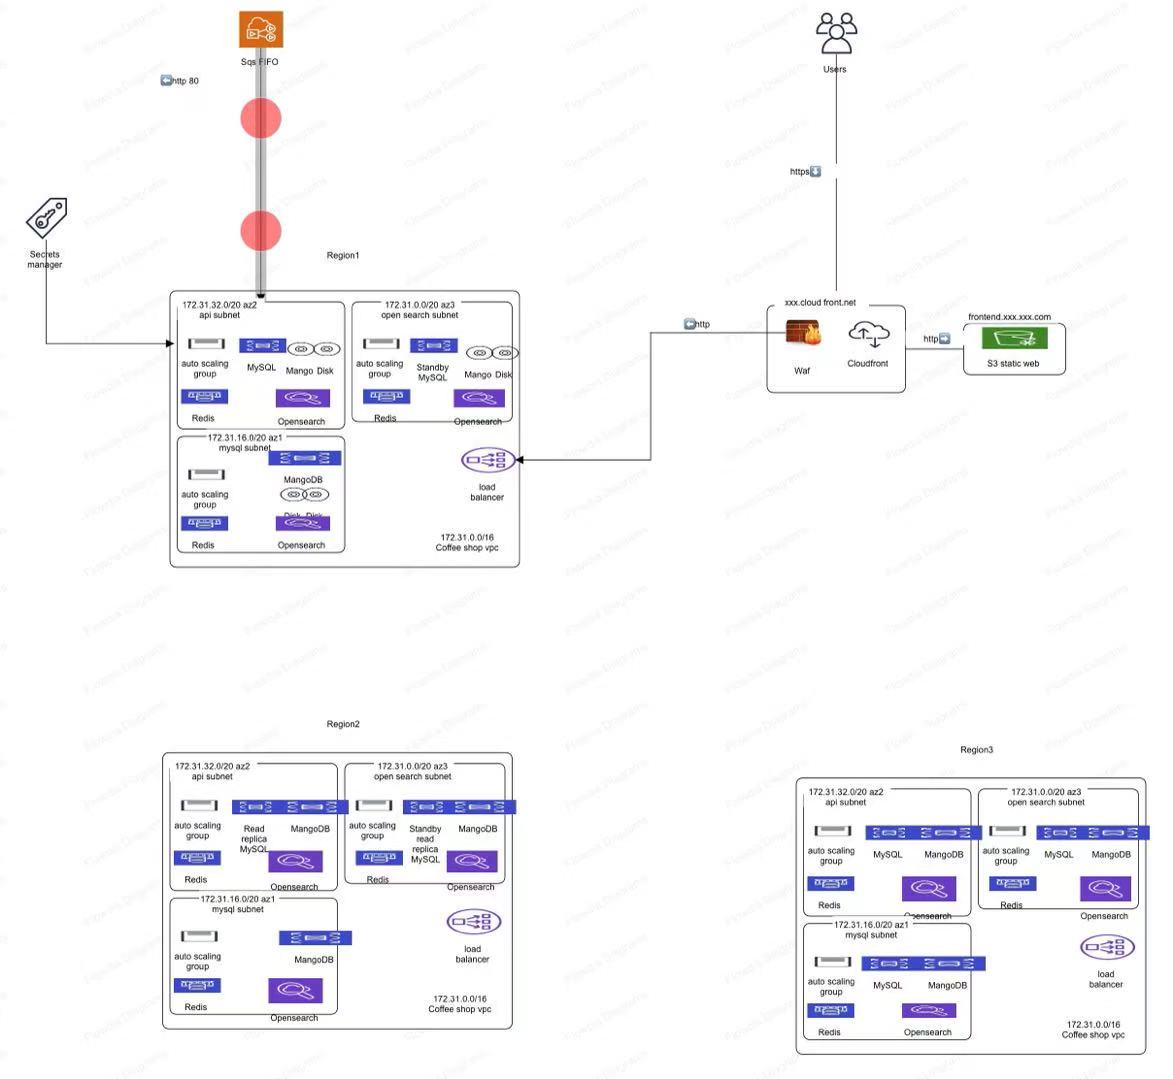 Sqs FIFO
http 80
Users
https
Secrets
manager
Region1
172.31.32.0/20 az2
api subnet
auto scaling
group
MySQL
Mango Disk
Redis
Opensearch
172.31.0.0/20 az3
open search subnet
auto scaling
group
Standby
MySQL
Mango Disk
Redis
Opensearch
172.31.16.0/20 az1
mysql subnet
auto scaling
group
MangoDB
Disk Disk
Redis
Opensearch
load
balancer
172.31.0.0/16
Coffee shop vpc
http
xxx.cloud front.net
Waf
Cloudfront
http
frontend.xxx.xxx.com
S3 static web
Region2
172.31.32.0/20 az2
api subnet
auto scaling
group
Read
replica
MySQL
MangoDB
Redis
Opensearch
172.31.0.0/20 az3
open search subnet
auto scaling
group
Standby
read
replica
MySQL
MangoDB
Redis
Opensearch
172.31.16.0/20 az1
mysql subnet
auto scaling
group
MangoDB
Redis
Opensearch
load
balancer
172.31.0.0/16
Coffee shop vpc
Region3
172.31.32.0/20 az2
api subnet
auto scaling
group
MySQL
MangoDB
Redis
Opensearch
172.31.0.0/20 az3
open search subnet
auto scaling
group
MySQL
MangoDB
Redis
Opensearch
172.31.16.0/20 az1
mysql subnet
auto scaling
group
MySQL
MangoDB
Redis
Opensearch
load
balancer
172.31.0.0/16
Coffee shop vpc